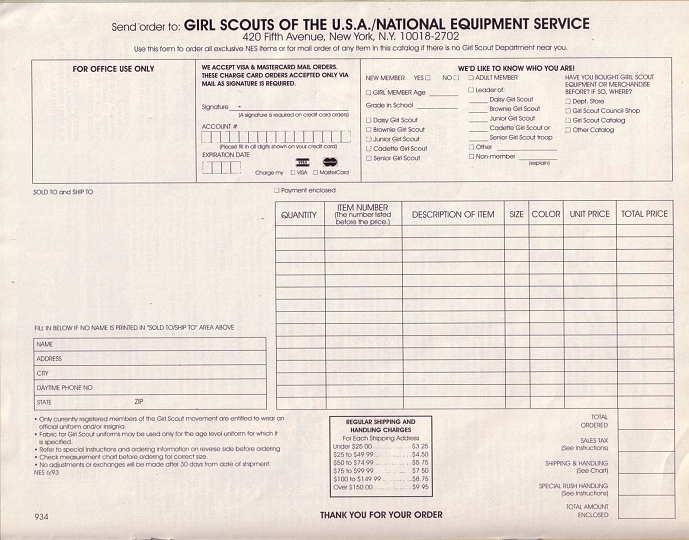 Send order to: GIRL SCOUTS OF THE U.S.A./NATIONAL EQUIPMENT SERVICE
420 Fifth Avenue, New York, N.Y. 10018-2702
Use this form to order all exclusive NES items or for mail order of any item in this catalog if there is no Girl Scout Department near you.
FOR OFFICE USE ONLY
WE ACCEPT VISA & MASTERCARD MAIL ORDERS.
THESE CHARGE CARD ORDERS ACCEPTED ONLY VIA
MAIL AS SIGNATURE IS REQUIRED.
Signature
(A signature is required on credit card orders)
ACCOUNT #
(Please fill in all digits shown on your credit card)
EXPIRATION DATE
VISA
Charge my □ VISA □ MasterCard
WE'D LIKE TO KNOW WHO YOU ARE!
NEW MEMBER YES □ NO □
□ GIRL MEMBER Age
Grade In School
□ Daisy Girl Scout
□ Brownie Girl Scout
□ Junior Girl Scout
□ Cadette Girl Scout
□ Senior Girl Scout
□ ADULT MEMBER
□ Leader of:
Daisy Girl Scout
Brownie Girl Scout
Junior Girl Scout
Cadette Girl Scout or
Senior Girl Scout troop
□ Other
□ Non-member
(explain)
HAVE YOU BOUGHT GIRL SCOUT
EQUIPMENT OR MERCHANDISE
BEFORE? IF SO, WHERE?
□ Dept. Store
□ Girl Scout Council Shop
□ Girl Scout Catalog
□ Other Catalog
SOLD TO and SHIP TO:
□ Payment enclosed
QUANTITY
ITEM NUMBER
(The number listed
before the price.)
DESCRIPTION OF ITEM
SIZE
COLOR
UNIT PRICE
TOTAL PRICE
FILL IN BELOW IF NO NAME IS PRINTED IN "SOLD TO/SHIP TO" AREA ABOVE
NAME
ADDRESS
CITY
DAYTIME PHONE NO
STATE ZIP
• Only currently registered members of the Girl Scout movement are entitled to wear an
official uniform and/or insignia.
• Fabric for Girl Scout uniforms may be used only for the age level uniform for which it
is specified.
• Refer to special instructions and ordering information on reverse side before ordering
• Check measurement chart before ordering for correct size.
• No adjustments or exchanges will be made after 30 days from date of shipment.
NES 6/93
REGULAR SHIPPING AND
HANDLING CHARGES
For Each Shipping Address
Under $25.00 $3.25
$25 to $49.99 $4.50
$50 to $74.99 $5.75
$75 to $99.99 $7.50
$100 to $149.99 $8.75
Over $150.00 $9.95
TOTAL
ORDERED
SALES TAX
(See Instructions)
SHIPPING & HANDLING
(See Chart)
SPECIAL RUSH HANDLING
(See Instructions)
TOTAL AMOUNT
ENCLOSED
934
THANK YOU FOR YOUR ORDER